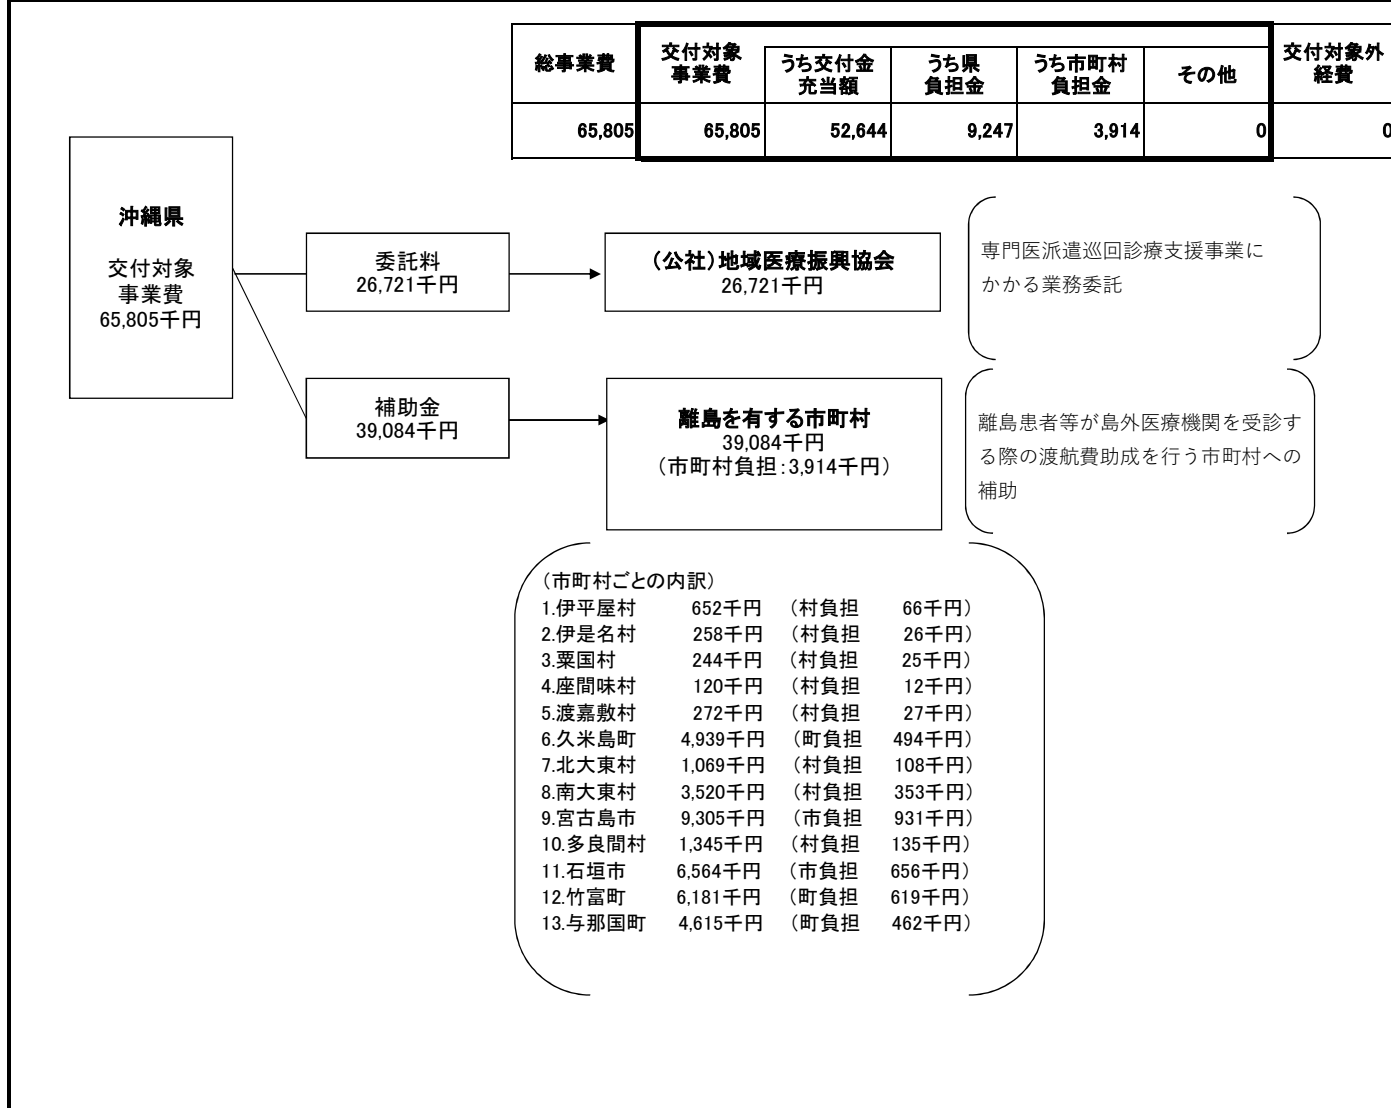 総事業費
交付対象
事業費
うち交付金
充当額
うち県
負担金
うち市町村
負担金
その他
交付対象外
経費
65,805 65,805 52,644 9,247 3,914 0 0
沖縄県
交付対象
事業費
65,805千円
委託料
26,721千円
（公社）地域医療振興協会
26,721千円
専門医派遣巡回診療支援事業に
かかる業務委託
補助金
39,084千円
離島を有する市町村
39,084千円
（市町村負担：3,914千円）
離島患者等が島外医療機関を受診す
る際の渡航費助成を行う市町村への
補助
（市町村ごとの内訳）
1.伊平屋村 652千円 （村負担 66千円）
2.伊是名村 258千円 （村負担 26千円）
3.粟国村 244千円 （村負担 25千円）
4.座間味村 120千円 （村負担 12千円）
5.渡嘉敷村 272千円 （村負担 27千円）
6.久米島町 4,939千円 （町負担 494千円）
7.北大東村 1,069千円 （村負担 108千円）
8.南大東村 3,520千円 （村負担 353千円）
9.宮古島市 9,305千円 （市負担 931千円）
10.多良間村 1,345千円 （村負担 135千円）
11.石垣市 6,564千円 （市負担 656千円）
12.竹富町 6,181千円 （町負担 619千円）
13.与那国町 4,615千円 （町負担 462千円）